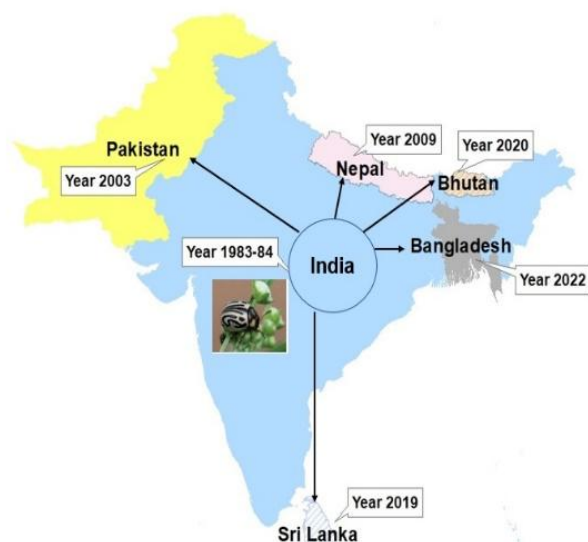 Year 2009
Year 2020
Pakistan
Nepal
Year 2003
Bhutan
Year 1983-84
India
Bangladesh
Year 2022
Year 2019
Sri Lanka